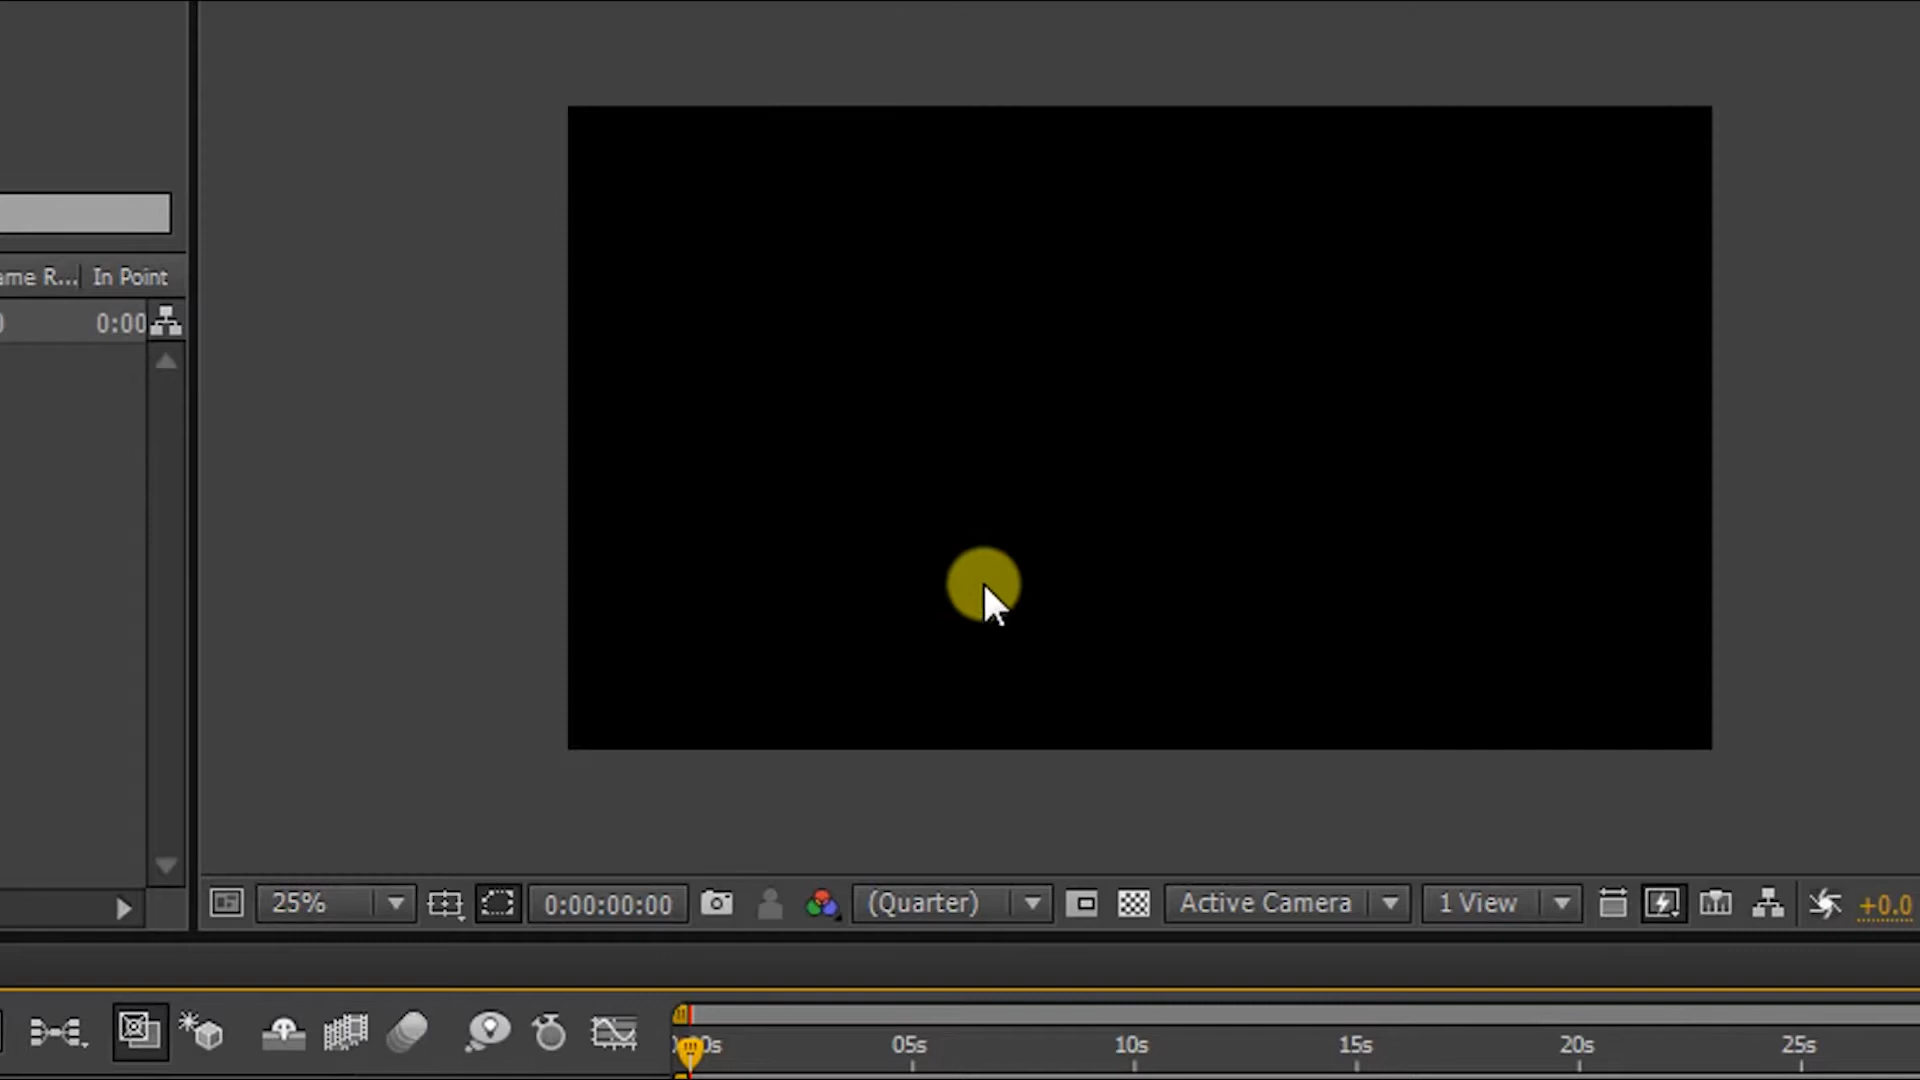 ame R... In Point
0:00
25% 0:00:00:00 (Quarter) Active Camera 1 View +0.0
05s 10s 15s 20s 25s